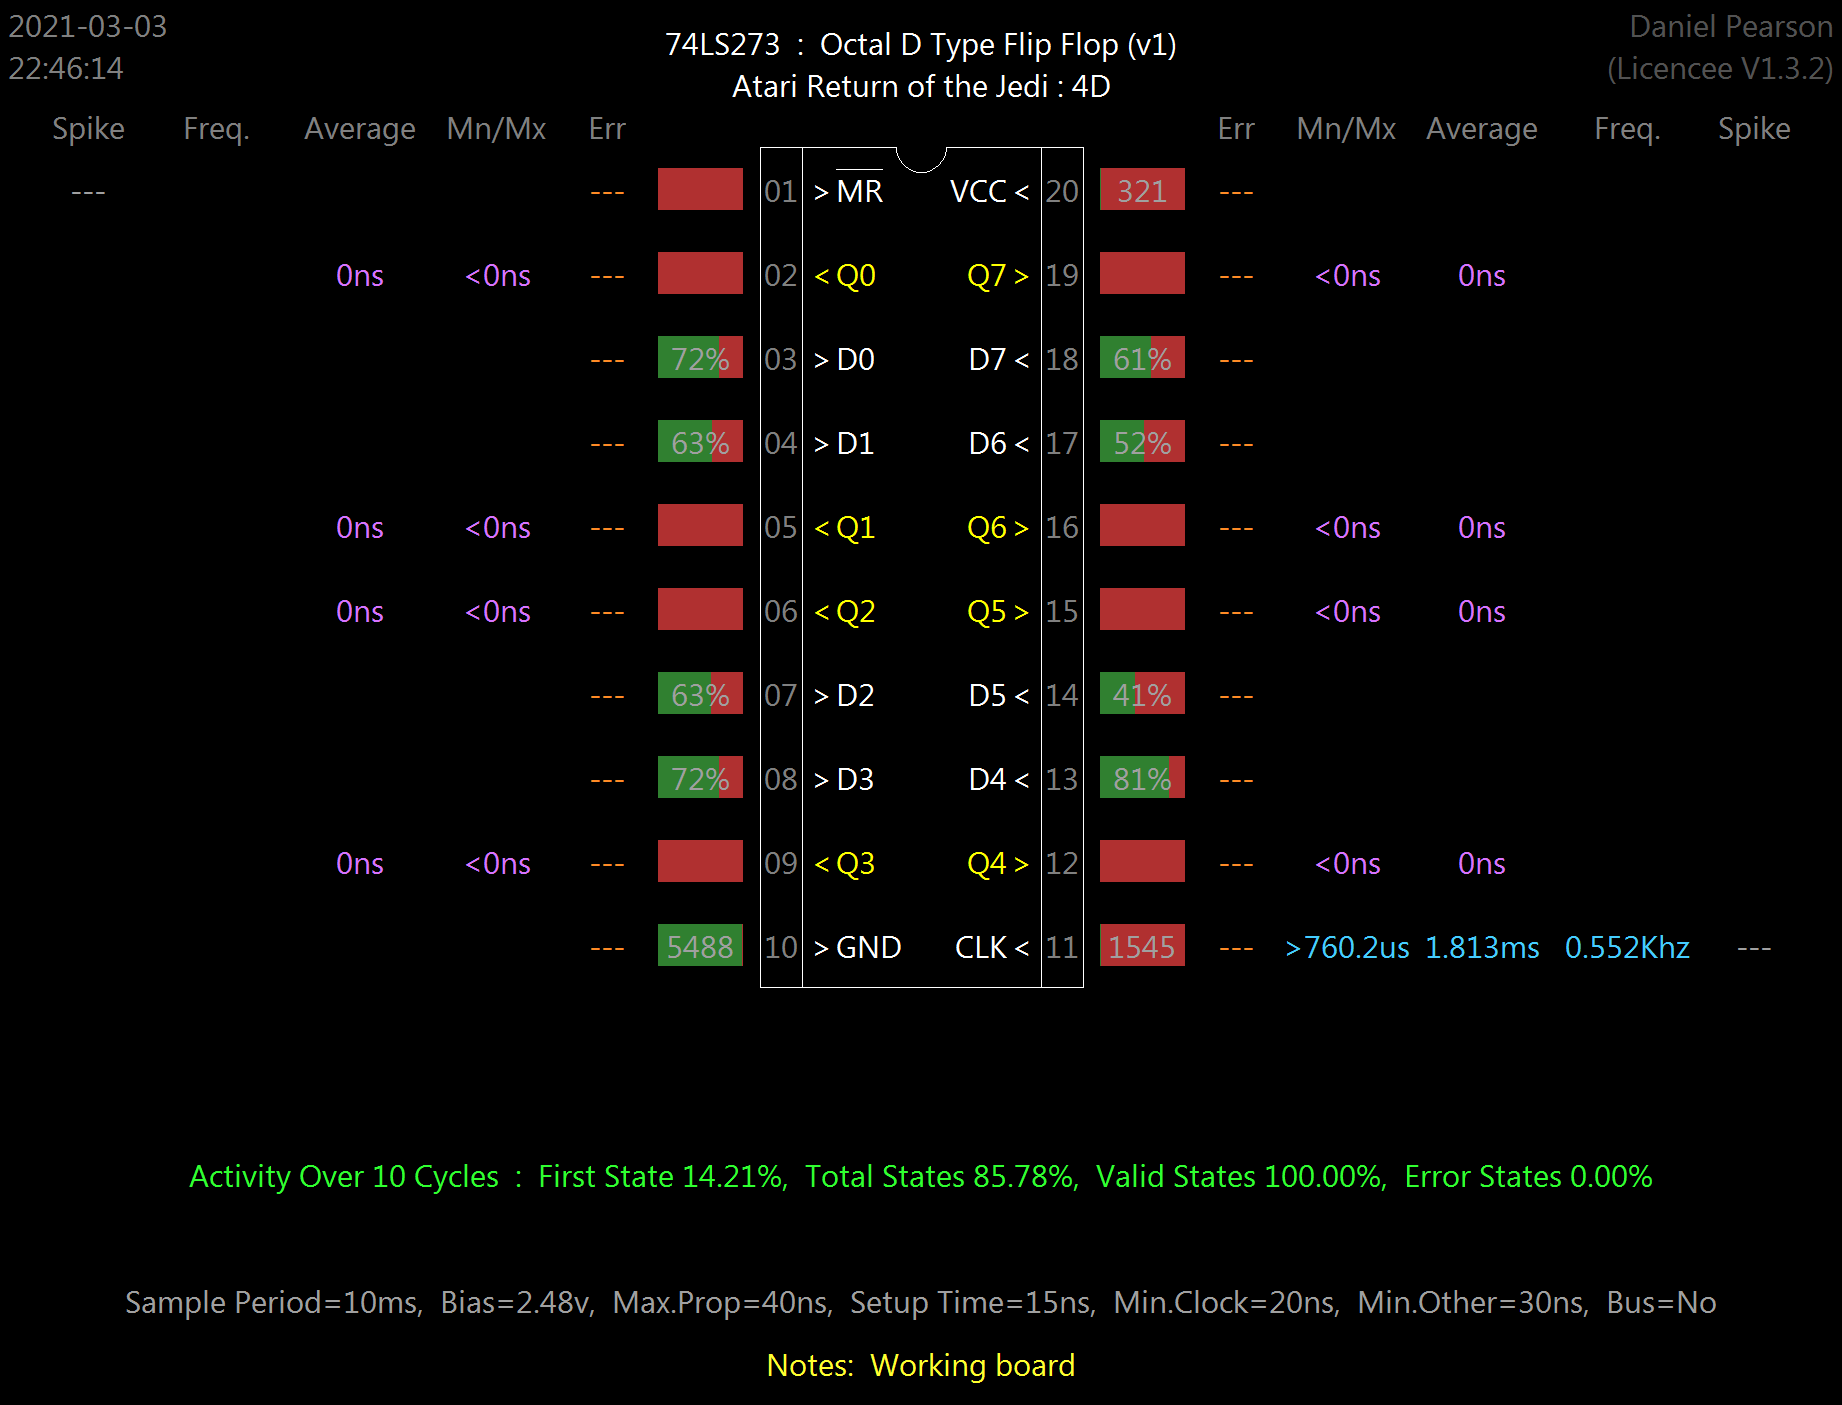 2021-03-03
22:46:14
74LS273 : Octal D Type Flip Flop (v1)
Atari Return of the Jedi : 4D
Daniel Pearson
(Licencee V1.3.2)
Spike Freq. Average Mn/Mx Err Err Mn/Mx Average Freq. Spike
--- --- 01 >MR VCC< 20 321 ---
0ns <0ns --- 02 <Q0 Q7> 19 --- <0ns 0ns
--- 72% 03 >D0 D7< 18 61% ---
--- 63% 04 >D1 D6< 17 52% ---
0ns <0ns --- 05 <Q1 Q6> 16 --- <0ns 0ns
0ns <0ns --- 06 <Q2 Q5> 15 --- <0ns 0ns
--- 63% 07 >D2 D5< 14 41% ---
--- 72% 08 >D3 D4< 13 81% ---
0ns <0ns --- 09 <Q3 Q4> 12 --- <0ns 0ns
--- 5488 10 >GND CLK< 11 1545 --- >760.2us 1.813ms 0.552Khz ---
Activity Over 10 Cycles : First State 14.21%, Total States 85.78%, Valid States 100.00%, Error States 0.00%
Sample Period=10ms, Bias=2.48v, Max.Prop=40ns, Setup Time=15ns, Min.Clock=20ns, Min.Other=30ns, Bus=No
Notes: Working board